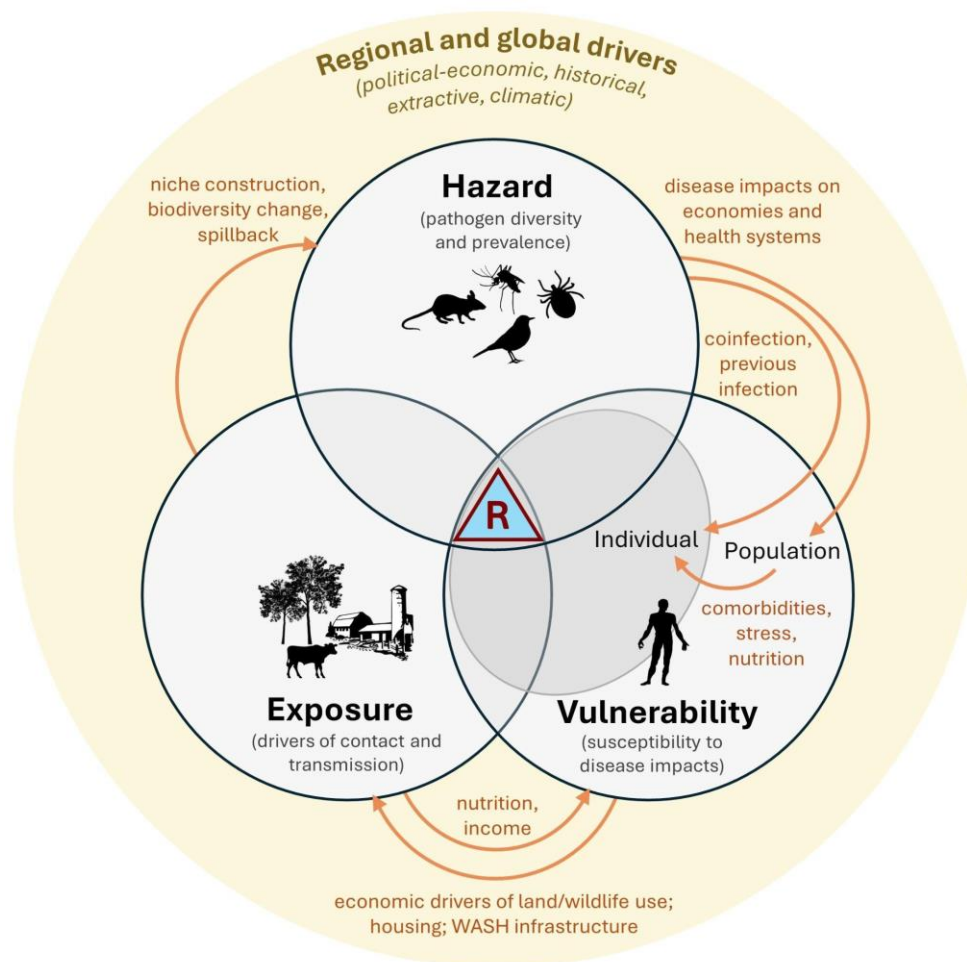 Regional and global drivers
(political-economic, historical,
extractive, climatic)
niche construction,
biodiversity change,
spillback
Hazard
(pathogen diversity
and prevalence)
disease impacts on
economies and
health systems
coinfection,
previous
infection
R
Individual
Population
comorbidities,
stress,
nutrition
Exposure
(drivers of contact and
transmission)
Vulnerability
(susceptibility to
disease impacts)
nutrition,
income
economic drivers of land/wildlife use;
housing; WASH infrastructure